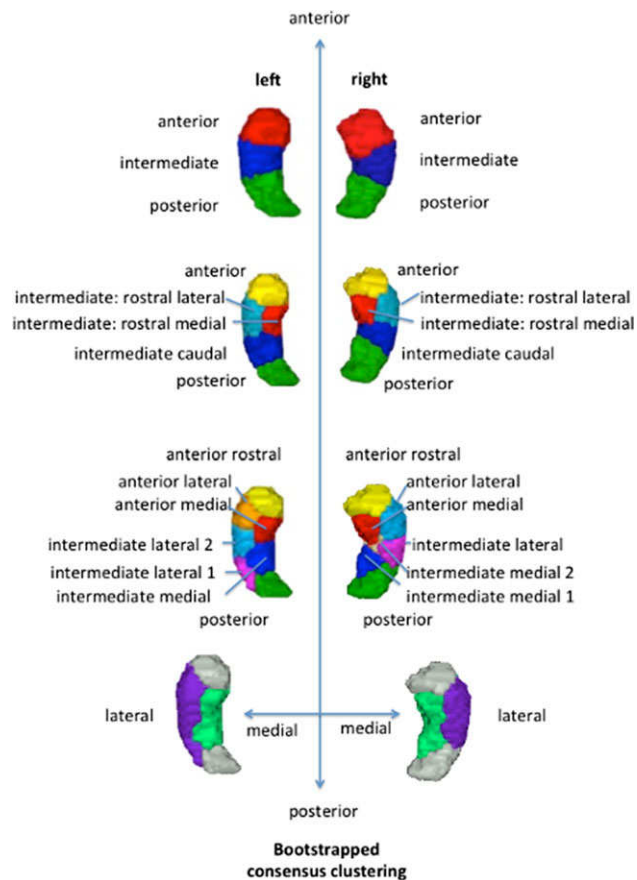 anterior
left right
anterior anterior
intermediate intermediate
posterior posterior
anterior anterior
intermediate: rostral lateral intermediate: rostral lateral
intermediate: rostral medial intermediate: rostral medial
intermediate caudal intermediate caudal
posterior posterior
anterior rostral anterior rostral
anterior lateral anterior lateral
anterior medial anterior medial
intermediate lateral 2 intermediate lateral
intermediate lateral 1 intermediate medial 2
intermediate medial intermediate medial 1
posterior posterior
lateral lateral
medial medial
posterior
Bootstrapped
consensus clustering